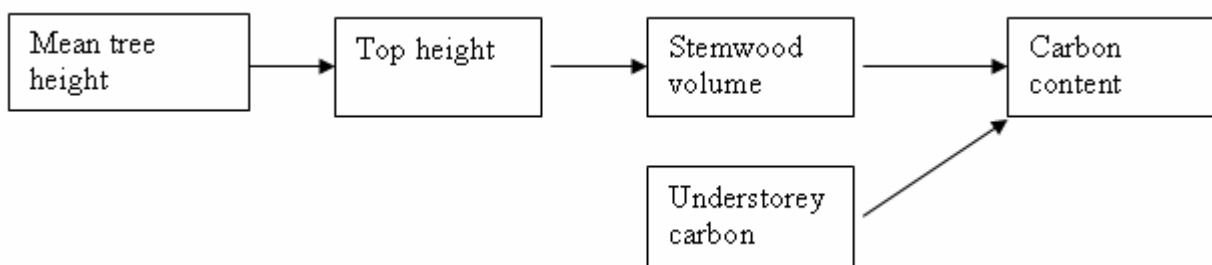 Mean tree
height
Top height
Stemwood
volume
Carbon
content
Understorey
carbon